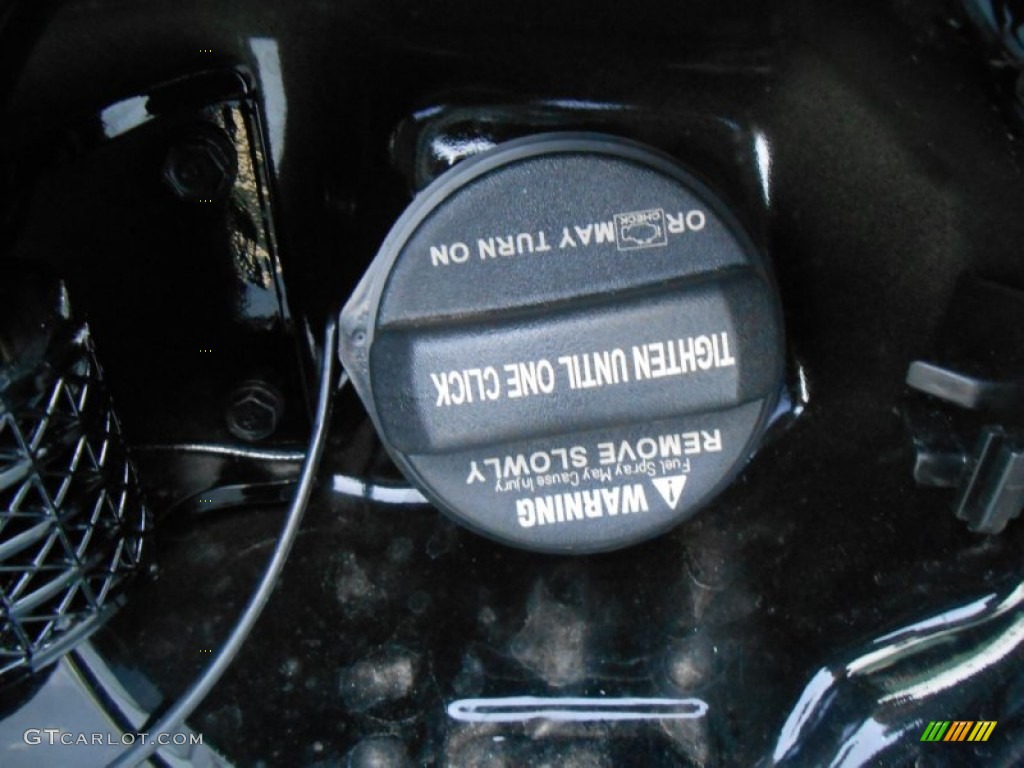 WARNING
Fuel Spray May Cause Injury
REMOVE SLOWLY
TIGHTEN UNTIL ONE CLICK
OR CHECK MAY TURN ON
GTCARLOT.COM